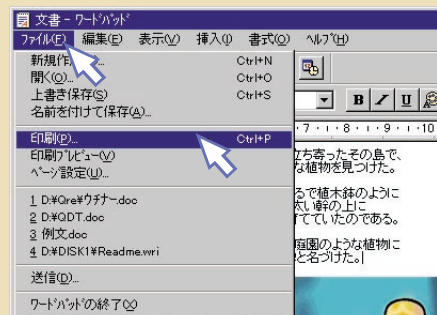 文書 - ワードパッド
ファイル(F) 編集(E) 表示(V) 挿入(I) 書式(O) ヘルプ(H)
新規作 Ctrl+N
開く(O)... Ctrl+O
上書き保存(S) Ctrl+S
名前を付けて保存(A)...
印刷(P)... Ctrl+P
印刷プレビュー(V)
ページ設定(U)...
1 D:¥Qre¥ウチナー.doc
2 D:¥QDT.doc
3 例文.doc
4 D:¥DISK1¥Readme.wri
送信(D)...
ワードパッドの終了(X)
B I U
7 8 9 10
立ち寄ったその島で、
な植物を見つけた。
るで植木鉢のように
太い幹の上に
育てていたのである。
庭園のような植物に
と名づけた。